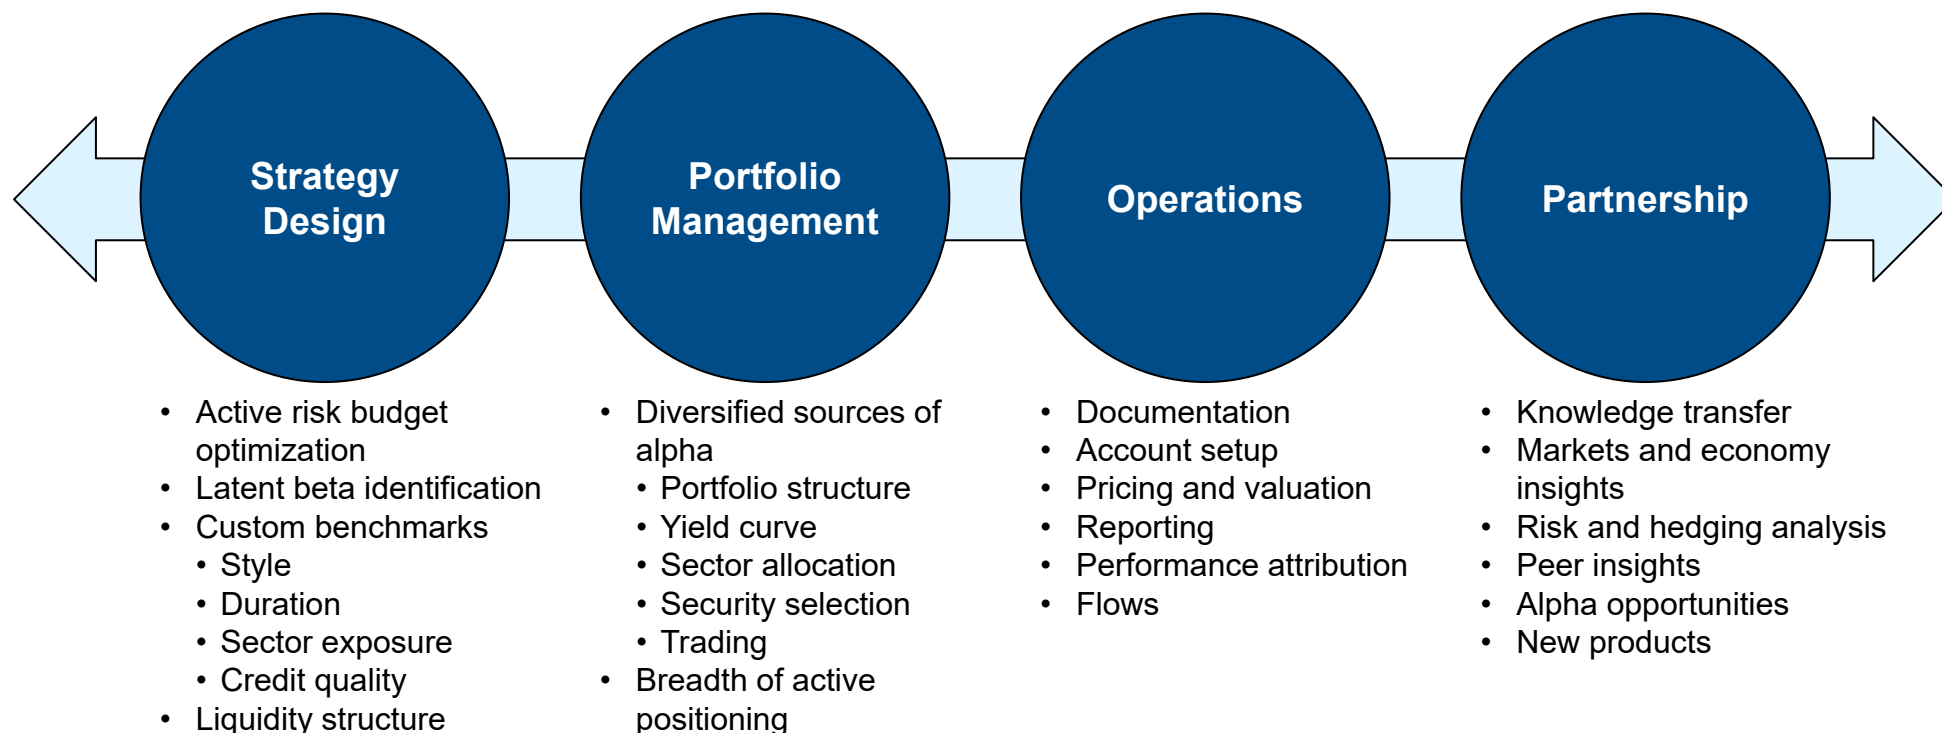 Strategy
Design
Portfolio
Management
Operations
Partnership
• Active risk budget
optimization
• Latent beta identification
• Custom benchmarks
• Style
• Duration
• Sector exposure
• Credit quality
• Liquidity structure
• Diversified sources of
alpha
• Portfolio structure
• Yield curve
• Sector allocation
• Security selection
• Trading
• Breadth of active
positioning
• Documentation
• Account setup
• Pricing and valuation
• Reporting
• Performance attribution
• Flows
• Knowledge transfer
• Markets and economy
insights
• Risk and hedging analysis
• Peer insights
• Alpha opportunities
• New products